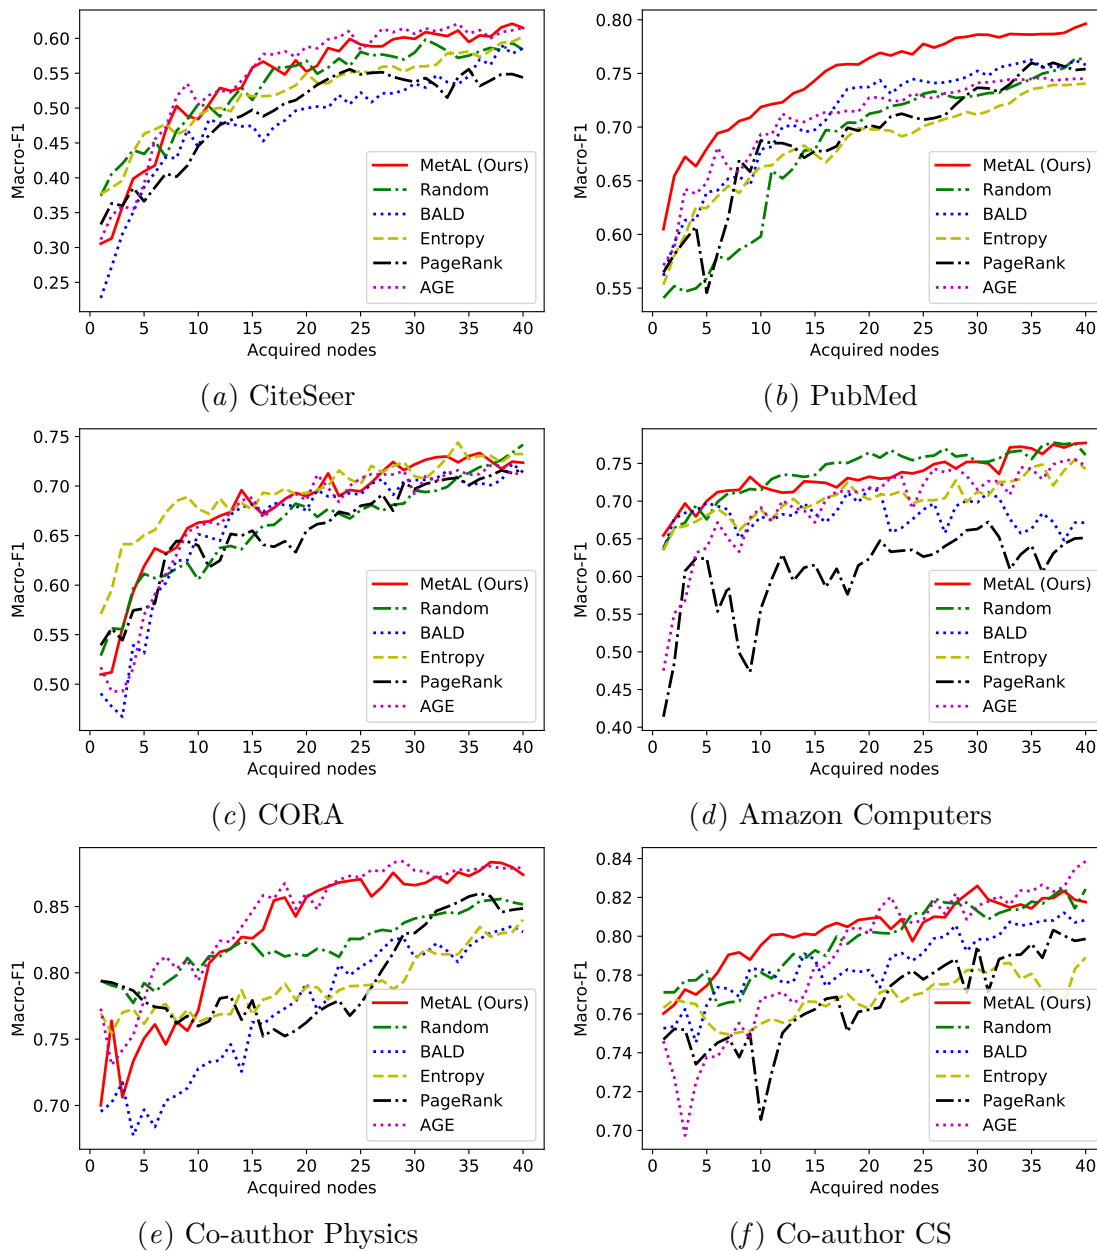 0.60
0.55
0.50
0.45
0.40
0.35
0.30
0.25
Macro-F1
0 5 10 15 20 25 30 35 40
Acquired nodes
MetAL (Ours)
Random
BALD
Entropy
PageRank
AGE
(a) CiteSeer
0.80
0.75
0.70
0.65
0.60
0.55
Macro-F1
0 5 10 15 20 25 30 35 40
Acquired nodes
MetAL (Ours)
Random
BALD
Entropy
PageRank
AGE
(b) PubMed
0.75
0.70
0.65
0.60
0.55
0.50
Macro-F1
0 5 10 15 20 25 30 35 40
Acquired nodes
MetAL (Ours)
Random
BALD
Entropy
PageRank
AGE
(c) CORA
0.75
0.70
0.65
0.60
0.55
0.50
0.45
0.40
Macro-F1
0 5 10 15 20 25 30 35 40
Acquired nodes
MetAL (Ours)
Random
BALD
Entropy
PageRank
AGE
(d) Amazon Computers
0.85
0.80
0.75
0.70
Macro-F1
0 5 10 15 20 25 30 35 40
Acquired nodes
MetAL (Ours)
Random
BALD
Entropy
PageRank
AGE
(e) Co-author Physics
0.84
0.82
0.80
0.78
0.76
0.74
0.72
0.70
Macro-F1
0 5 10 15 20 25 30 35 40
Acquired nodes
MetAL (Ours)
Random
BALD
Entropy
PageRank
AGE
(f) Co-author CS